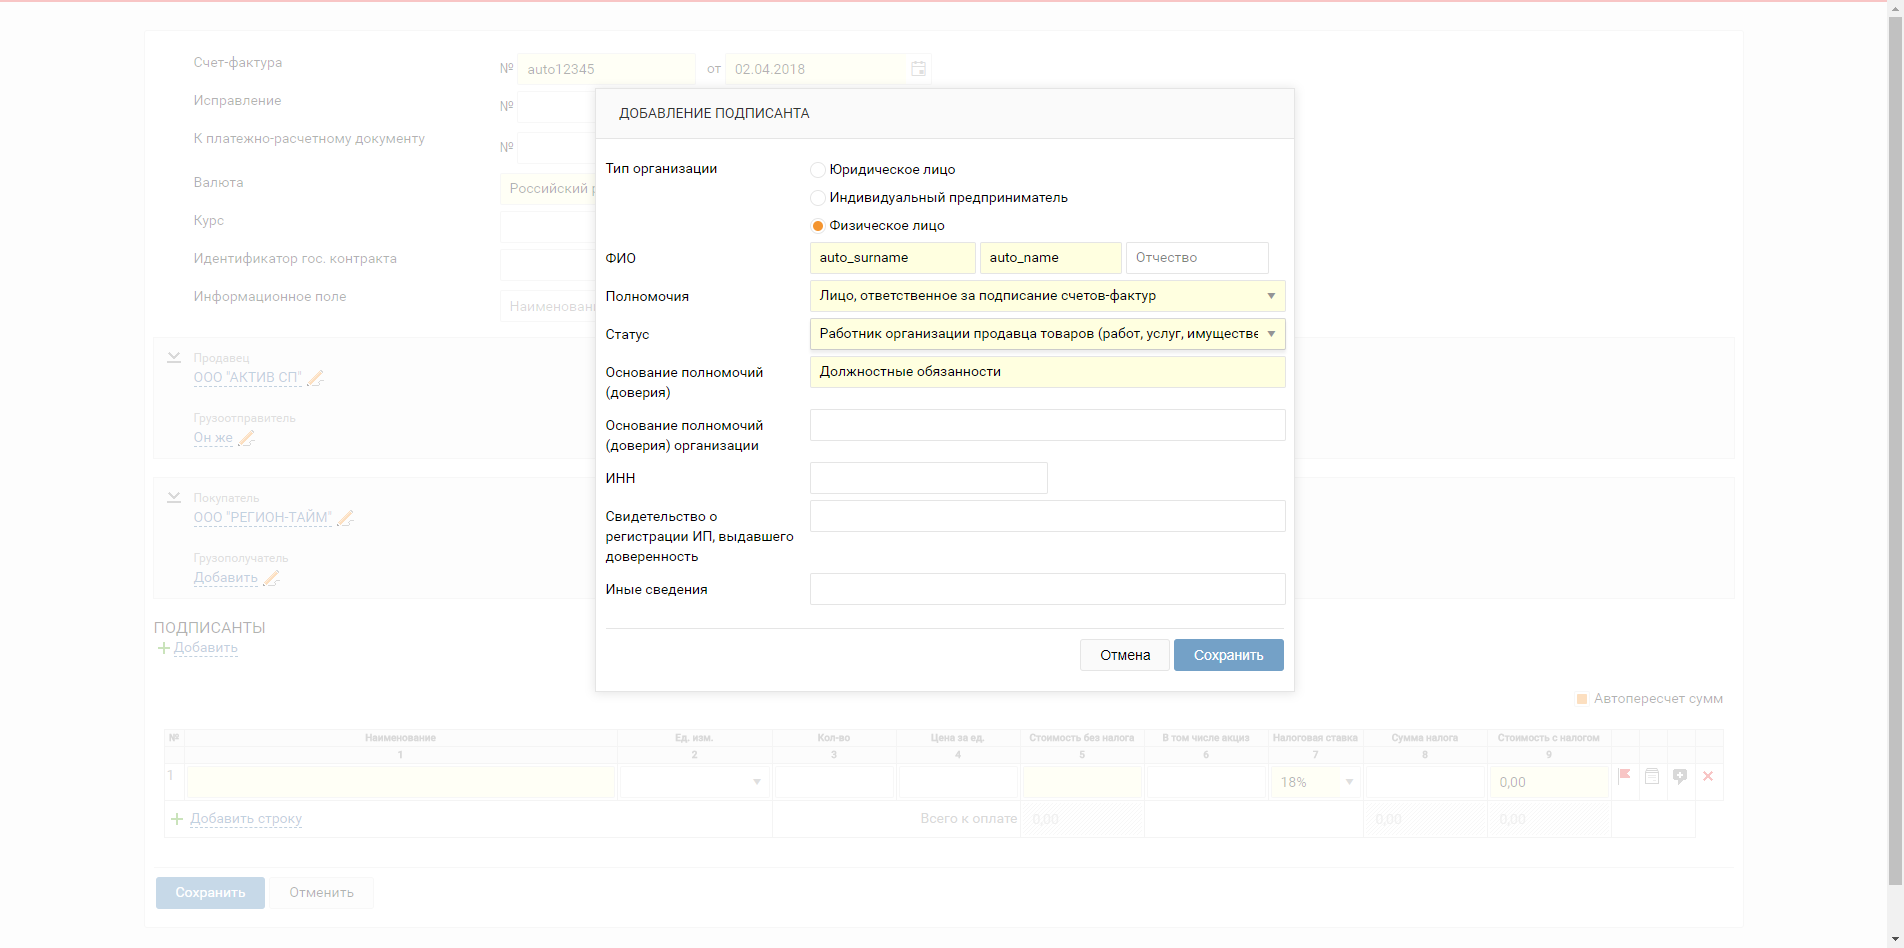 Счет-фактура
№ auto12345 от 02.04.2018
Исправление
№
К платежно-расчетному документу
№
Валюта
Российский
Курс
Идентификатор гос. контракта
Информационное поле
Продавец
ООО "АКТИВ СП"
Грузоотправитель
Он же
Покупатель
ООО "РЕГИОН-ТАЙМ"
Грузополучатель
Добавить
ПОДПИСАНТЫ
Добавить
ДОБАВЛЕНИЕ ПОДПИСАНТА
Тип организации
Юридическое лицо
Индивидуальный предприниматель
Физическое лицо
ФИО
auto_surname auto_name Отчество
Полномочия
Лицо, ответственное за подписание счетов-фактур
Статус
Работник организации продавца товаров (работ, услуг, имуществе
Основание полномочий
(доверия)
Должностные обязанности
Основание полномочий
(доверия) организации
ИНН
Свидетельство о
регистрации ИП, выдавшего
доверенность
Иные сведения
Отмена Сохранить
Автопересчет сумм
№ Наименование Ед. изм. Кол-во Цена за ед. Стоимость без налога В том числе акциз Налоговая ставка Сумма налога Стоимость с налогом
1 2 3 4 5 6 7 8 9
1 18% 0,00
Добавить строку Всего к оплате 0,00 0,00 0,00
Сохранить Отменить